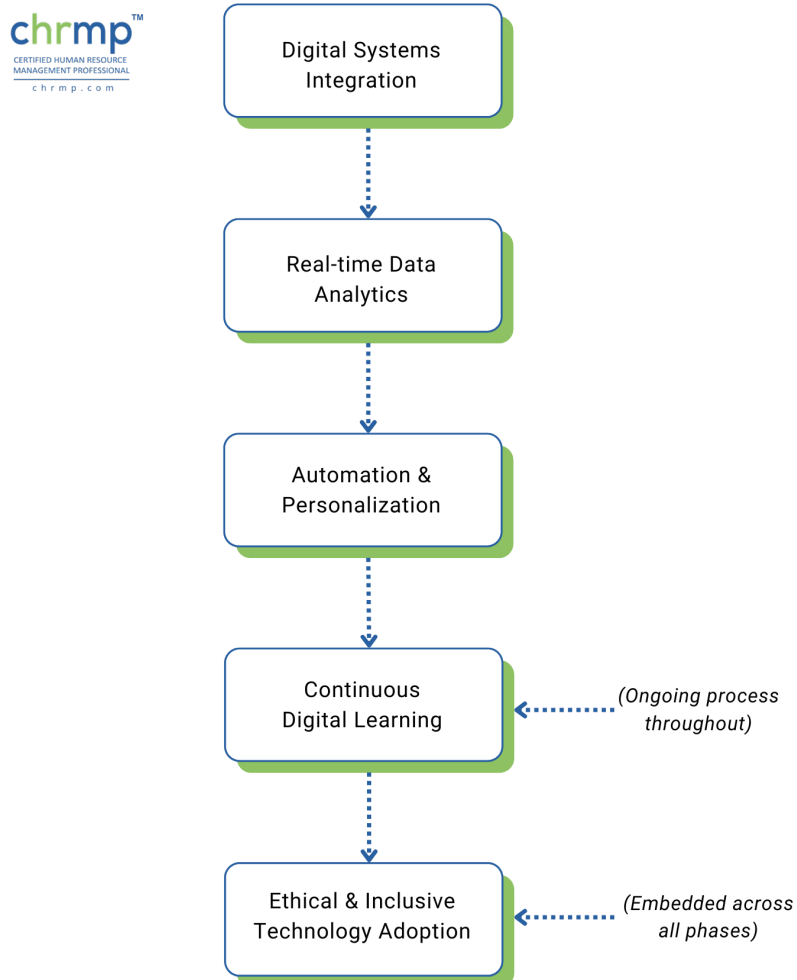 chrmp™
CERTIFIED HUMAN RESOURCE
MANAGEMENT PROFESSIONAL
chrmp.com
Digital Systems
Integration
Real-time Data
Analytics
Automation &
Personalization
Continuous
Digital Learning
(Ongoing process
throughout)
Ethical & Inclusive
Technology Adoption
(Embedded across
all phases)